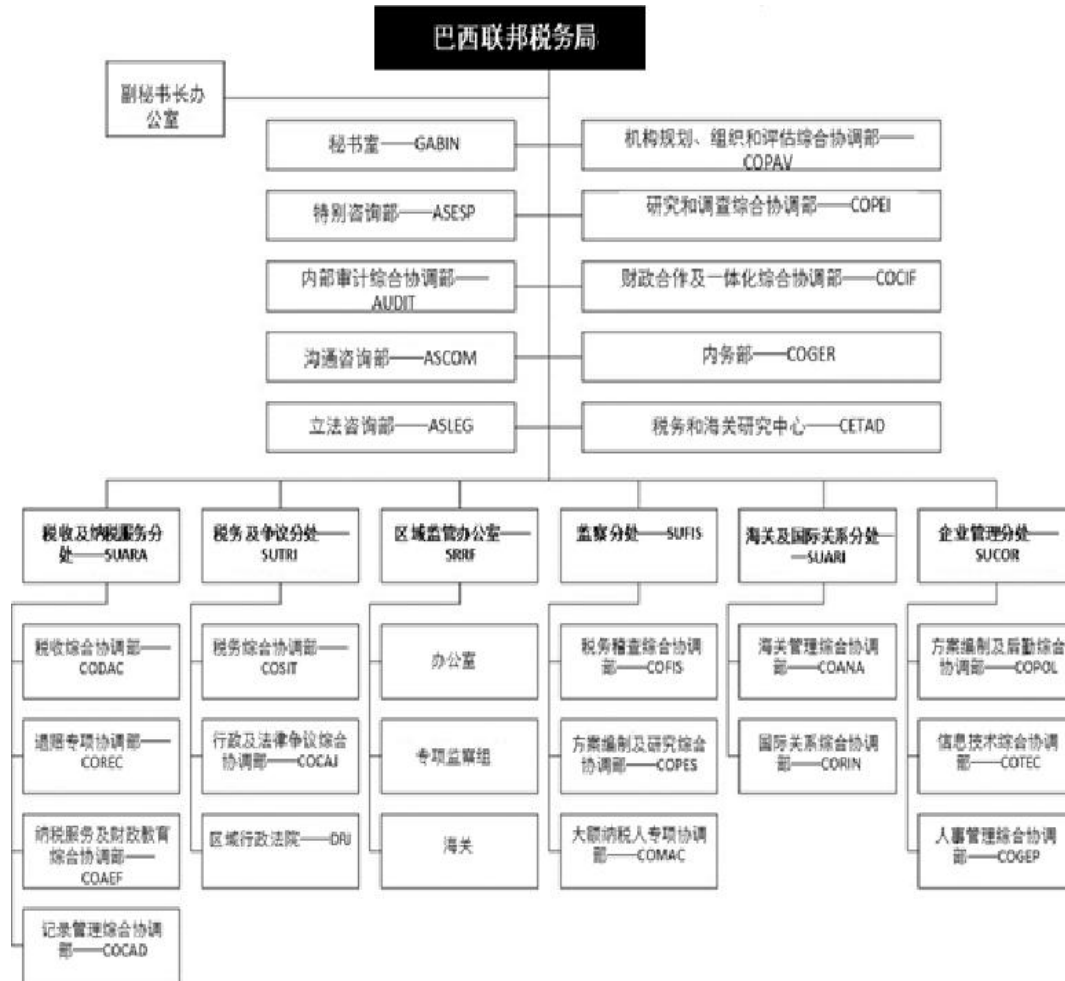 巴西联邦税务局
副秘书长办
公室
秘书室——GABIN
机构规划、组织和评估综合协调部——
COPAV
特别咨询部——ASESP
研究和调查综合协调部——COPEI
内部审计综合协调部——
AUDIT
财政合作及一体化综合协调部——COCIF
沟通咨询部——ASCOM
内务部——COGER
立法咨询部——ASLEG
税务和海关研究中心——CETAD
税收及纳税服务分
处——SUARA
税务及争议分处——
SUTRI
区域监管办公室——
SRRF
监察分处——SUFIS
海关及国际关系分处—
—SUARI
企业管理分处——
SUCOR
税收综合协调部——
CODAC
税务综合协调部——
COSIT
办公室
税务稽查综合协调
部——COFIS
海关管理综合协调
部——COANA
方案编制及后勤综合
协调部——COPOL
退赔专项协调部——
COREC
行政及法律争议综合
协调部——COCAJ
专项监察组
方案编制及研究综合
协调部——COPES
国际关系综合协调
部——CORIN
信息技术综合协调
部——COTEC
纳税服务及财政教育
综合协调部——
COAEF
区域行政法院——DRJ
海关
大额纳税人专项协调
部——COMAC
人事管理综合协调
部——COGEP
记录管理综合协调
部——COCAD